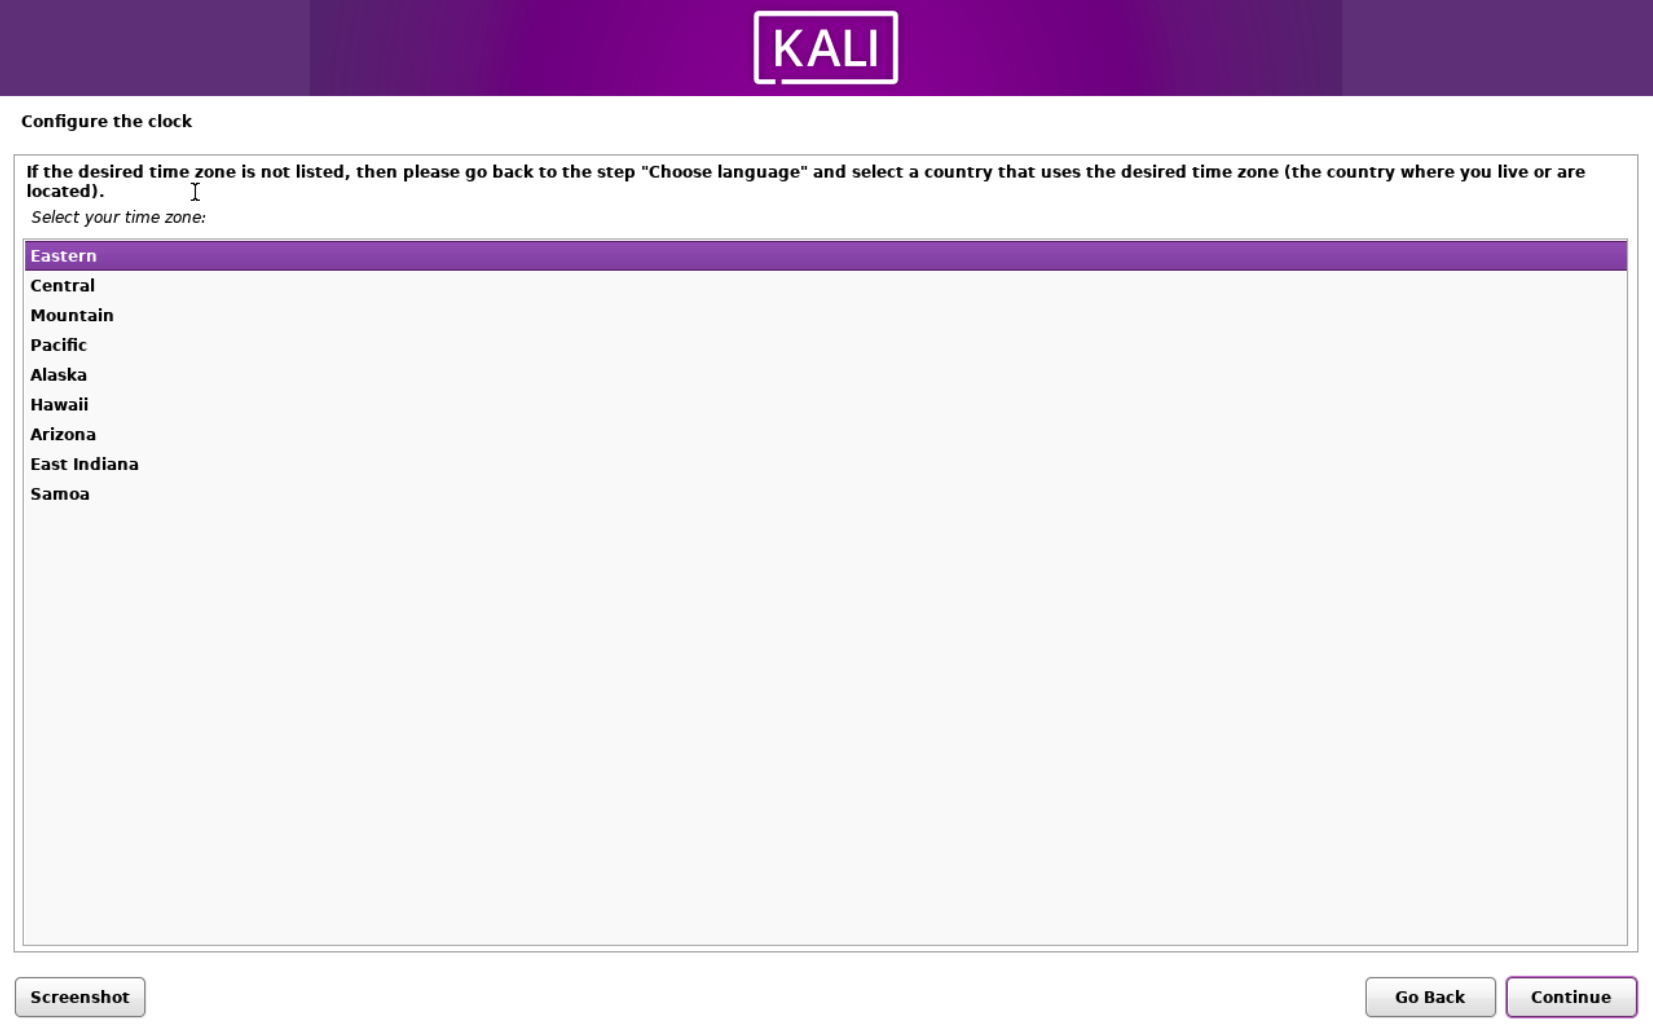 KALI
Configure the clock
If the desired time zone is not listed, then please go back to the step "Choose language" and select a country that uses the desired time zone (the country where you live or are
located).
Select your time zone:
Eastern
Central
Mountain
Pacific
Alaska
Hawaii
Arizona
East Indiana
Samoa
Screenshot
Go Back
Continue